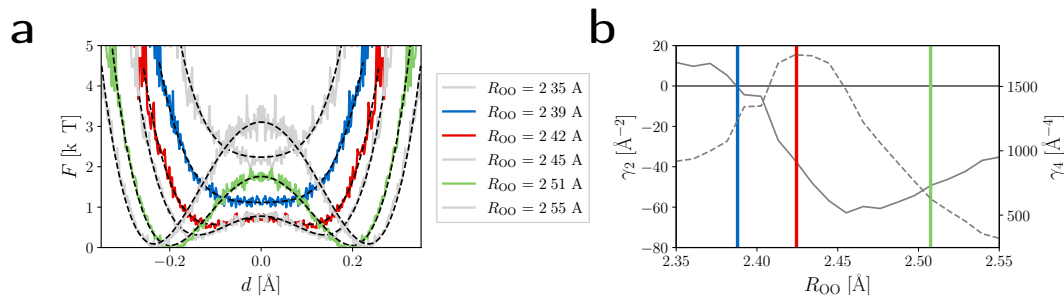 a
5
4
3
2
1
0
F [k T]
−0.2
0.0
0.2
d [Å]
R_OO = 2 35 A
R_OO = 2 39 A
R_OO = 2 42 A
R_OO = 2 45 A
R_OO = 2 51 A
R_OO = 2 55 A
b
20
0
−20
−40
−60
−80
γ₂ [Å⁻²]
2.35
2.40
2.45
2.50
2.55
R_OO [Å]
1500
1000
500
γ₄ [Å⁻⁴]